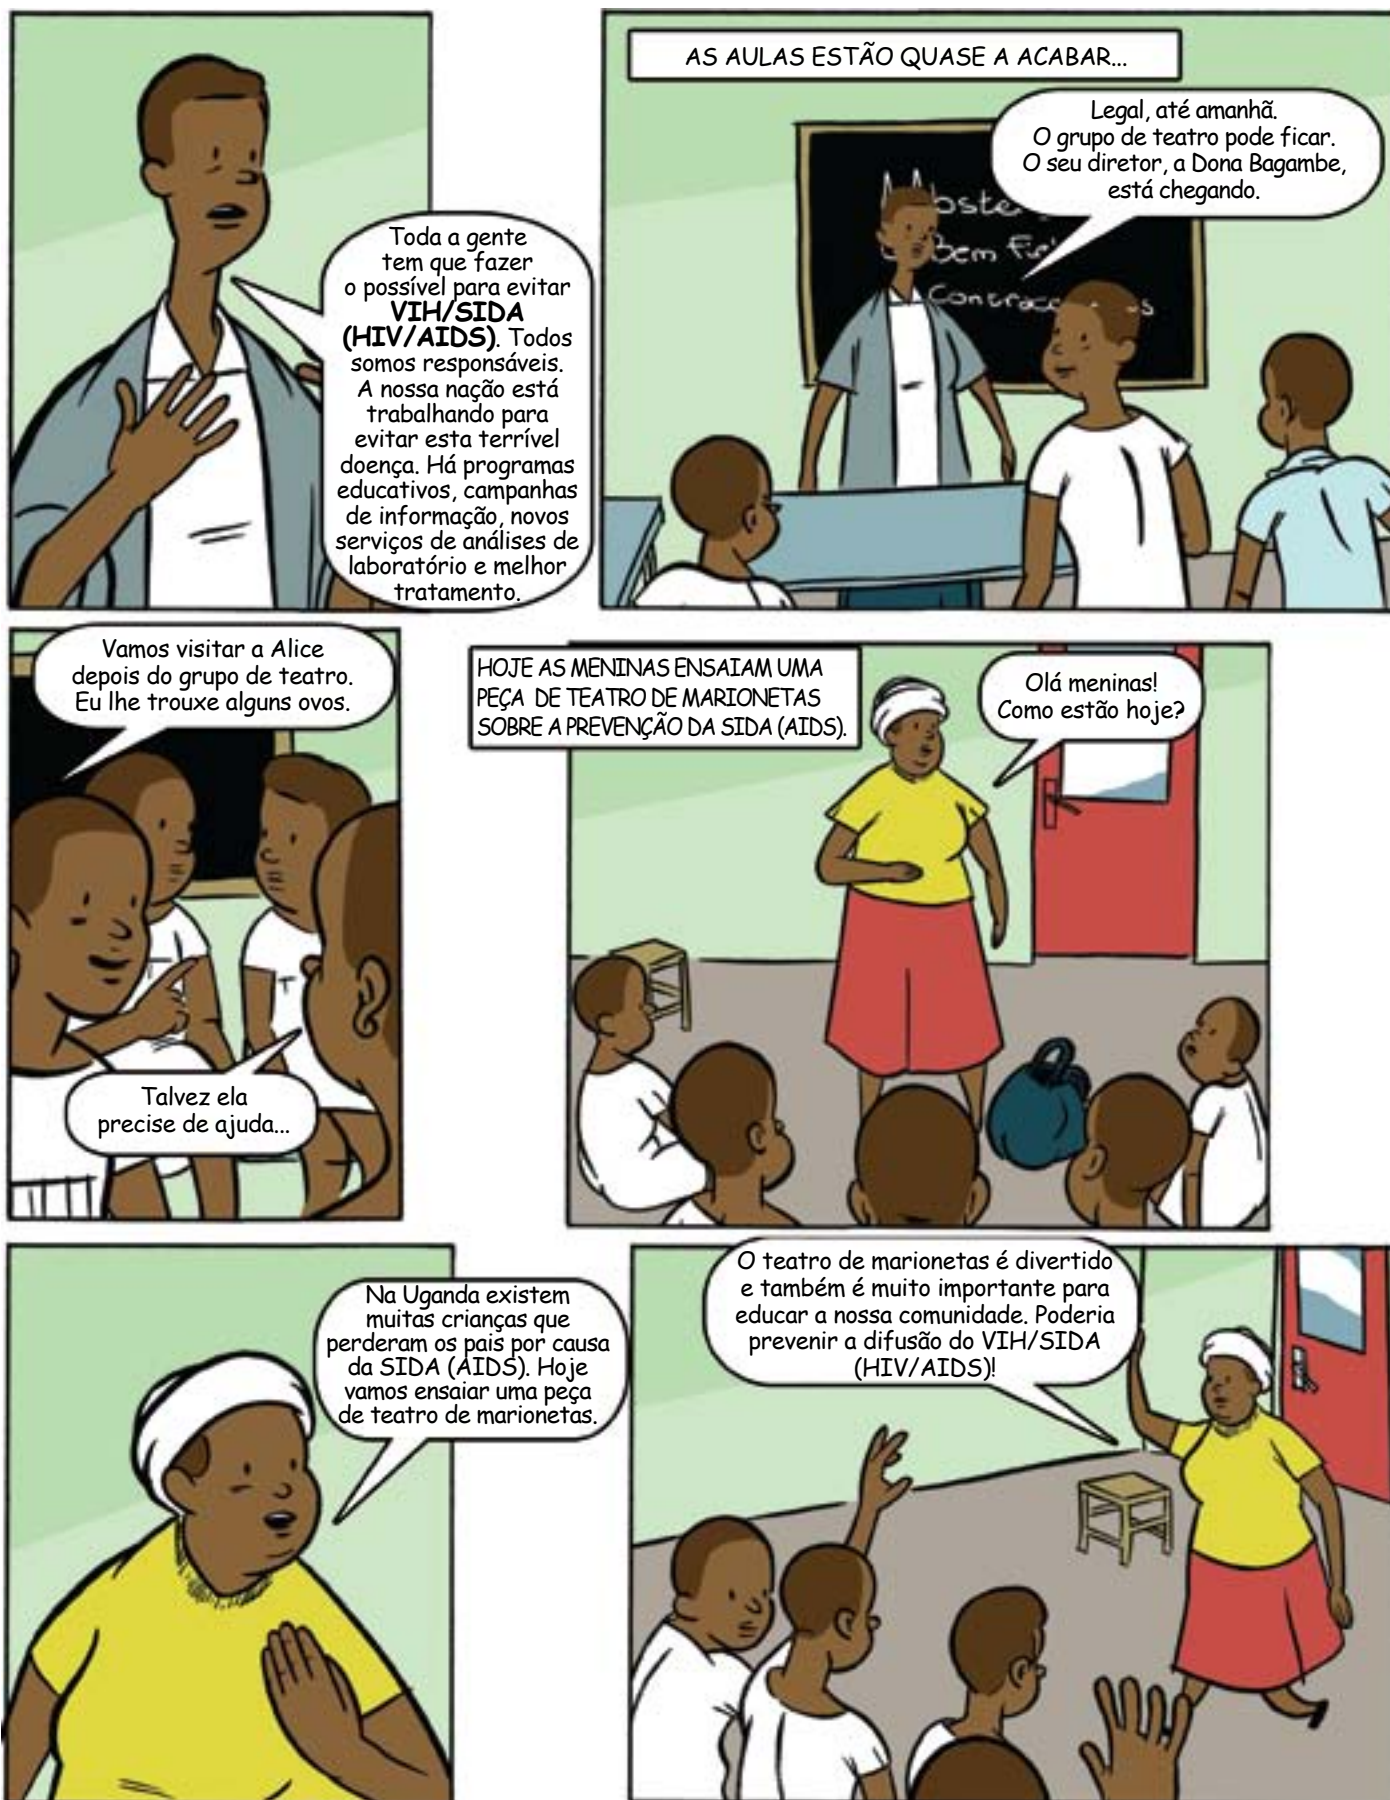 Toda a gente
tem que fazer
o possível para evitar
VIH/SIDA
(HIV/AIDS). Todos
somos responsáveis.
A nossa nação está
trabalhando para
evitar esta terrível
doença. Há programas
educativos, campanhas
de informação, novos
serviços de análises de
laboratório e melhor
tratamento.
AS AULAS ESTÃO QUASE A ACABAR...
Legal, até amanhã.
O grupo de teatro pode ficar.
O seu diretor, a Dona Bagambe,
está chegando.
Bem
Vamos visitar a Alice
depois do grupo de teatro.
Eu lhe trouxe alguns ovos.
Talvez ela
precise de ajuda...
HOJE AS MENINAS ENSAIAM UMA
PEÇA DE TEATRO DE MARIONETAS
SOBRE A PREVENÇÃO DA SIDA (AIDS).
Olá meninas!
Como estão hoje?
Na Uganda existem
muitas crianças que
perderam os pais por causa
da SIDA (AIDS). Hoje
vamos ensaiar uma peça
de teatro de marionetas.
O teatro de marionetas é divertido
e também é muito importante para
educar a nossa comunidade. Poderia
prevenir a difusão do VIH/SIDA
(HIV/AIDS)!